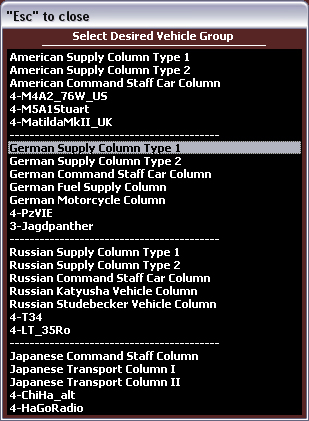 "Esc" to close
Select Desired Vehicle Group
American Supply Column Type 1
American Supply Column Type 2
American Command Staff Car Column
4-M4A2_76W_US
4-M5A1Stuart
4-MatildaMkII_UK
----------------------------------------
German Supply Column Type 1
German Supply Column Type 2
German Command Staff Car Column
German Fuel Supply Column
German Motorcycle Column
4-PzVIE
3-Jagdpanther
----------------------------------------
Russian Supply Column Type 1
Russian Supply Column Type 2
Russian Command Staff Car Column
Russian Katyusha Vehicle Column
Russian Studebecker Vehicle Column
4-T34
4-LT_35Ro
----------------------------------------
Japanese Command Staff Column
Japanese Transport Column I
Japanese Transport Column II
4-ChiHa_alt
4-HaGoRadio